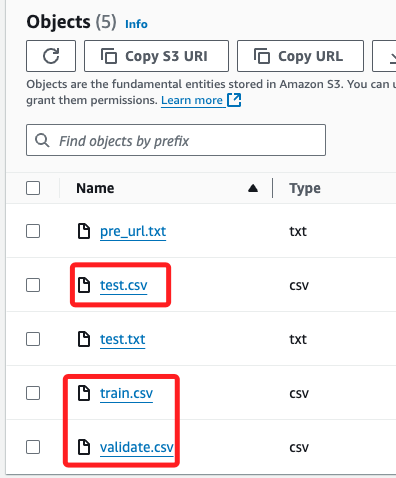 Objects (5) Info
Copy S3 URI Copy URL
Objects are the fundamental entities stored in Amazon S3. You can u
grant them permissions. Learn more
Find objects by prefix
Name Type
pre_url.txt txt
test.csv csv
test.txt txt
train.csv csv
validate.csv csv